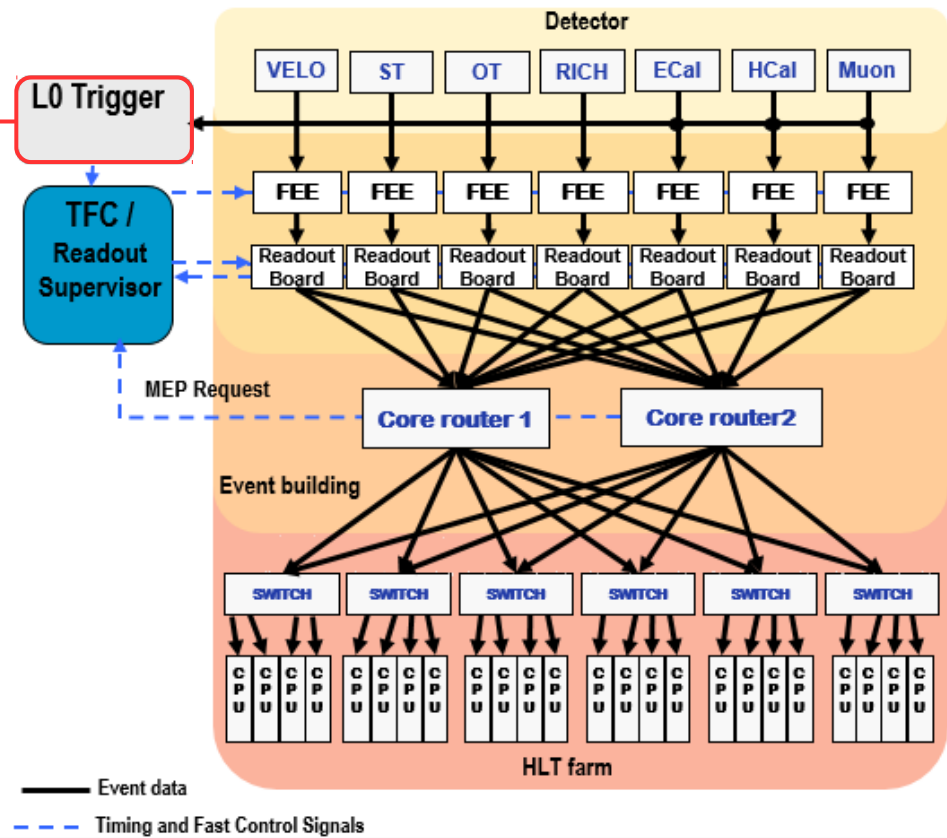 Detector
VELO ST OT RICH ECal HCal Muon
L0 Trigger
FEE FEE FEE FEE FEE FEE FEE
TFC /
Readout
Supervisor
Readout Readout Readout Readout Readout Readout Readout
Board Board Board Board Board Board Board
MEP Request
Core router 1 Core router2
Event building
SWITCH SWITCH SWITCH SWITCH SWITCH SWITCH
C C C C C C C C C C C C C C C C C C C C C C C C
P P P P P P P P P P P P P P P P P P P P P P P P
U U U U U U U U U U U U U U U U U U U U U U U U
HLT farm
Event data
Timing and Fast Control Signals